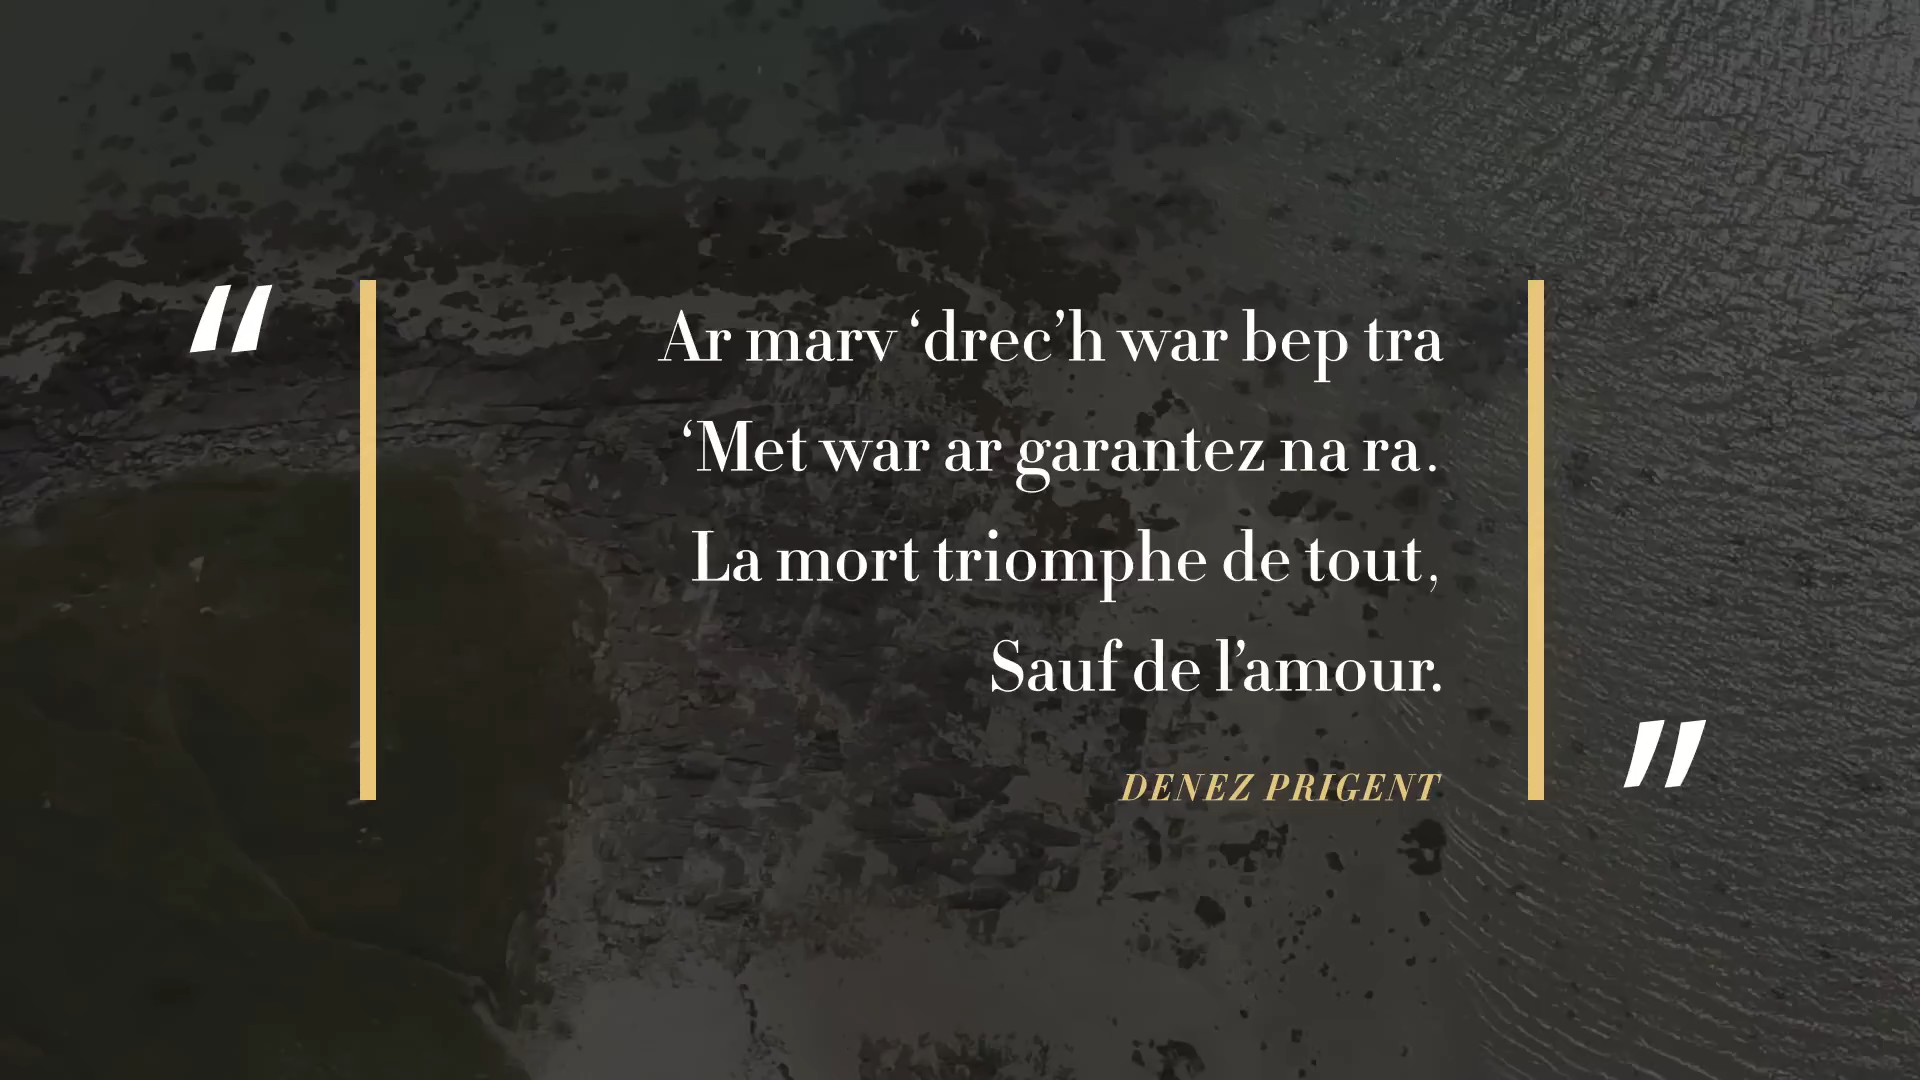 “
Ar marv ‘drec’h war bep tra
‘Met war ar garantez na ra.
La mort triomphe de tout,
Sauf de l’amour.
DENEZ PRIGENT
”